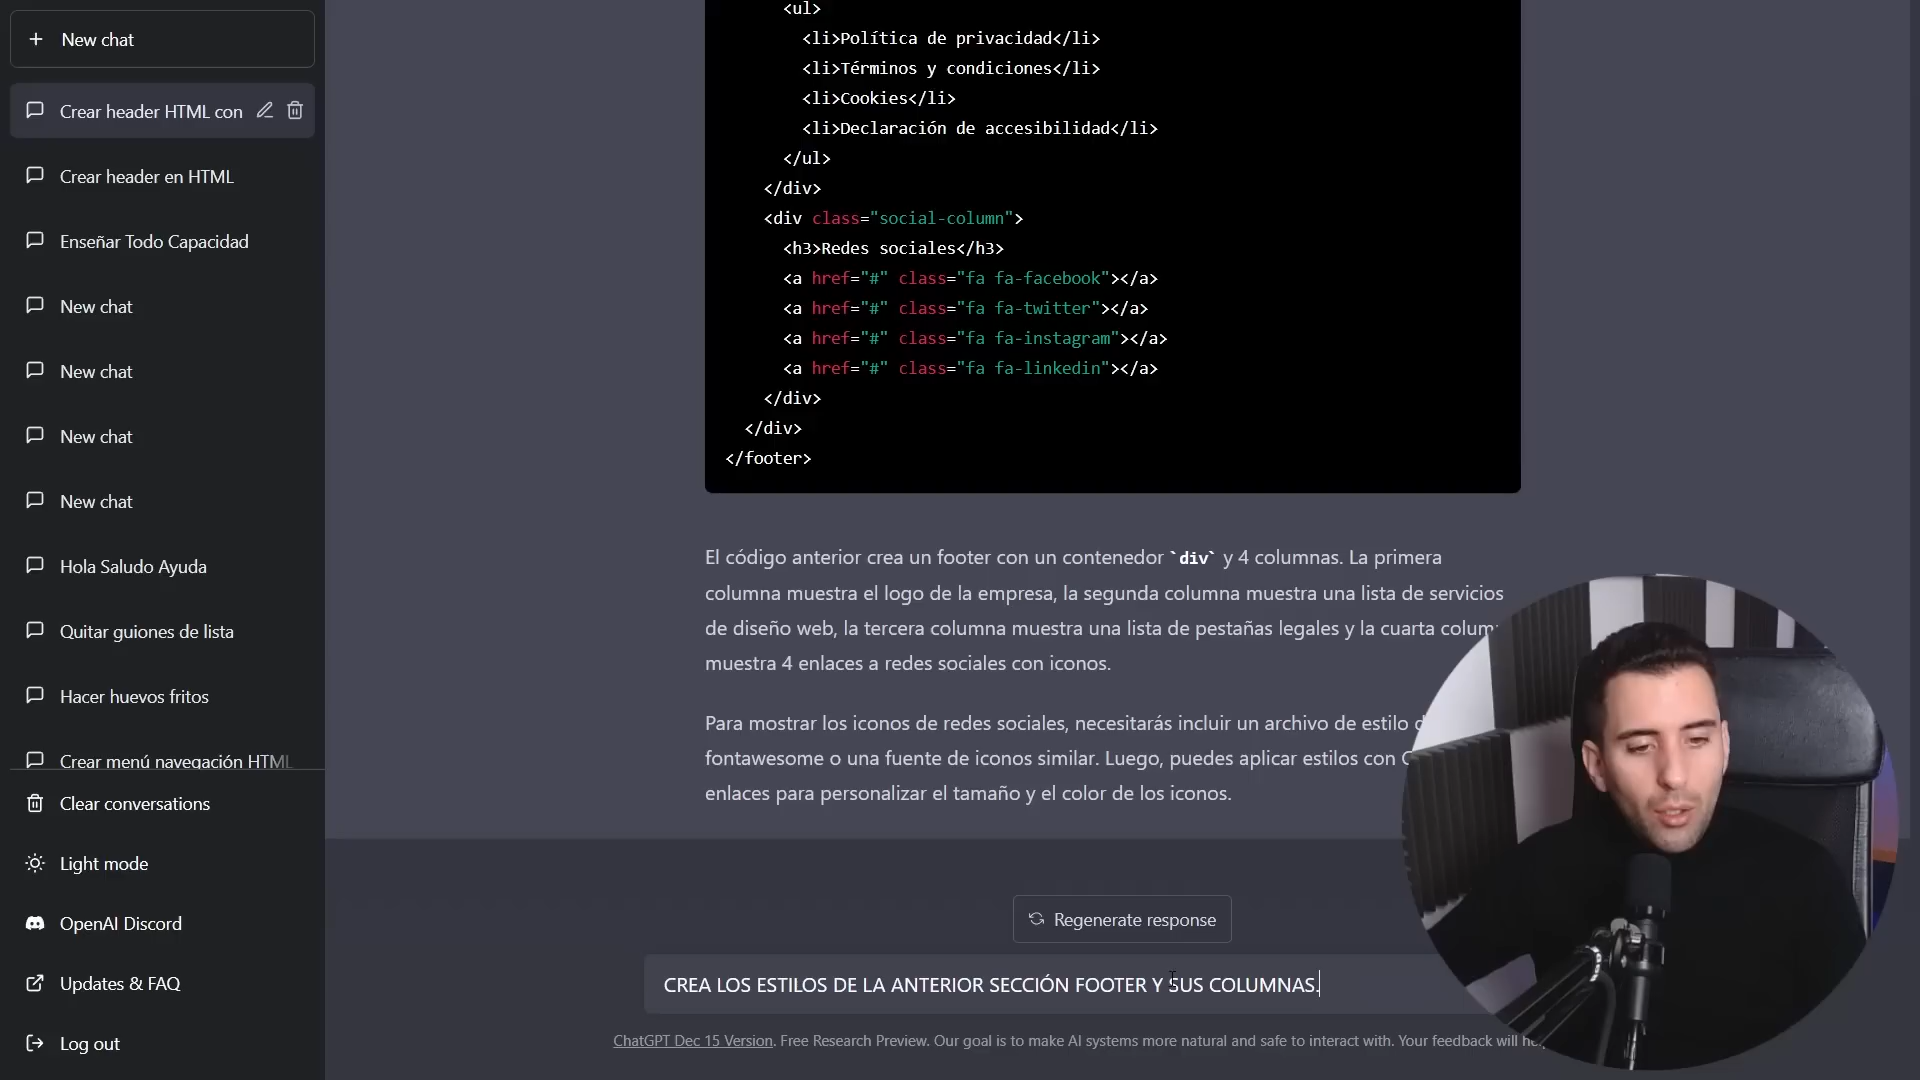 New chat
Crear header HTML con
Crear header en HTML
Enseñar Todo Capacidad
New chat
New chat
New chat
New chat
Hola Saludo Ayuda
Quitar guiones de lista
Hacer huevos fritos
Crear menú navegación HTML
Clear conversations
Light mode
OpenAI Discord
Updates & FAQ
Log out
<ul>
<li>Política de privacidad</li>
<li>Términos y condiciones</li>
<li>Cookies</li>
<li>Declaración de accesibilidad</li>
</ul>
</div>
<div class="social-column">
<h3>Redes sociales</h3>
<a href="#" class="fa fa-facebook"></a>
<a href="#" class="fa fa-twitter"></a>
<a href="#" class="fa fa-instagram"></a>
<a href="#" class="fa fa-linkedin"></a>
</div>
</div>
</footer>
El código anterior crea un footer con un contenedor `div` y 4 columnas. La primera
columna muestra el logo de la empresa, la segunda columna muestra una lista de servicios
de diseño web, la tercera columna muestra una lista de pestañas legales y la cuarta
muestra 4 enlaces a redes sociales con iconos.
Para mostrar los iconos de redes sociales, necesitarás incluir un archivo de estilo
fontawesome o una fuente de iconos similar. Luego, puedes aplicar estilos con
enlaces para personalizar el tamaño y el color de los iconos.
Regenerate response
CREA LOS ESTILOS DE LA ANTERIOR SECCIÓN FOOTER Y SUS COLUMNAS.
ChatGPT Dec 15 Version. Free Research Preview. Our goal is to make AI systems more natural and safe to interact with. Your feedback will